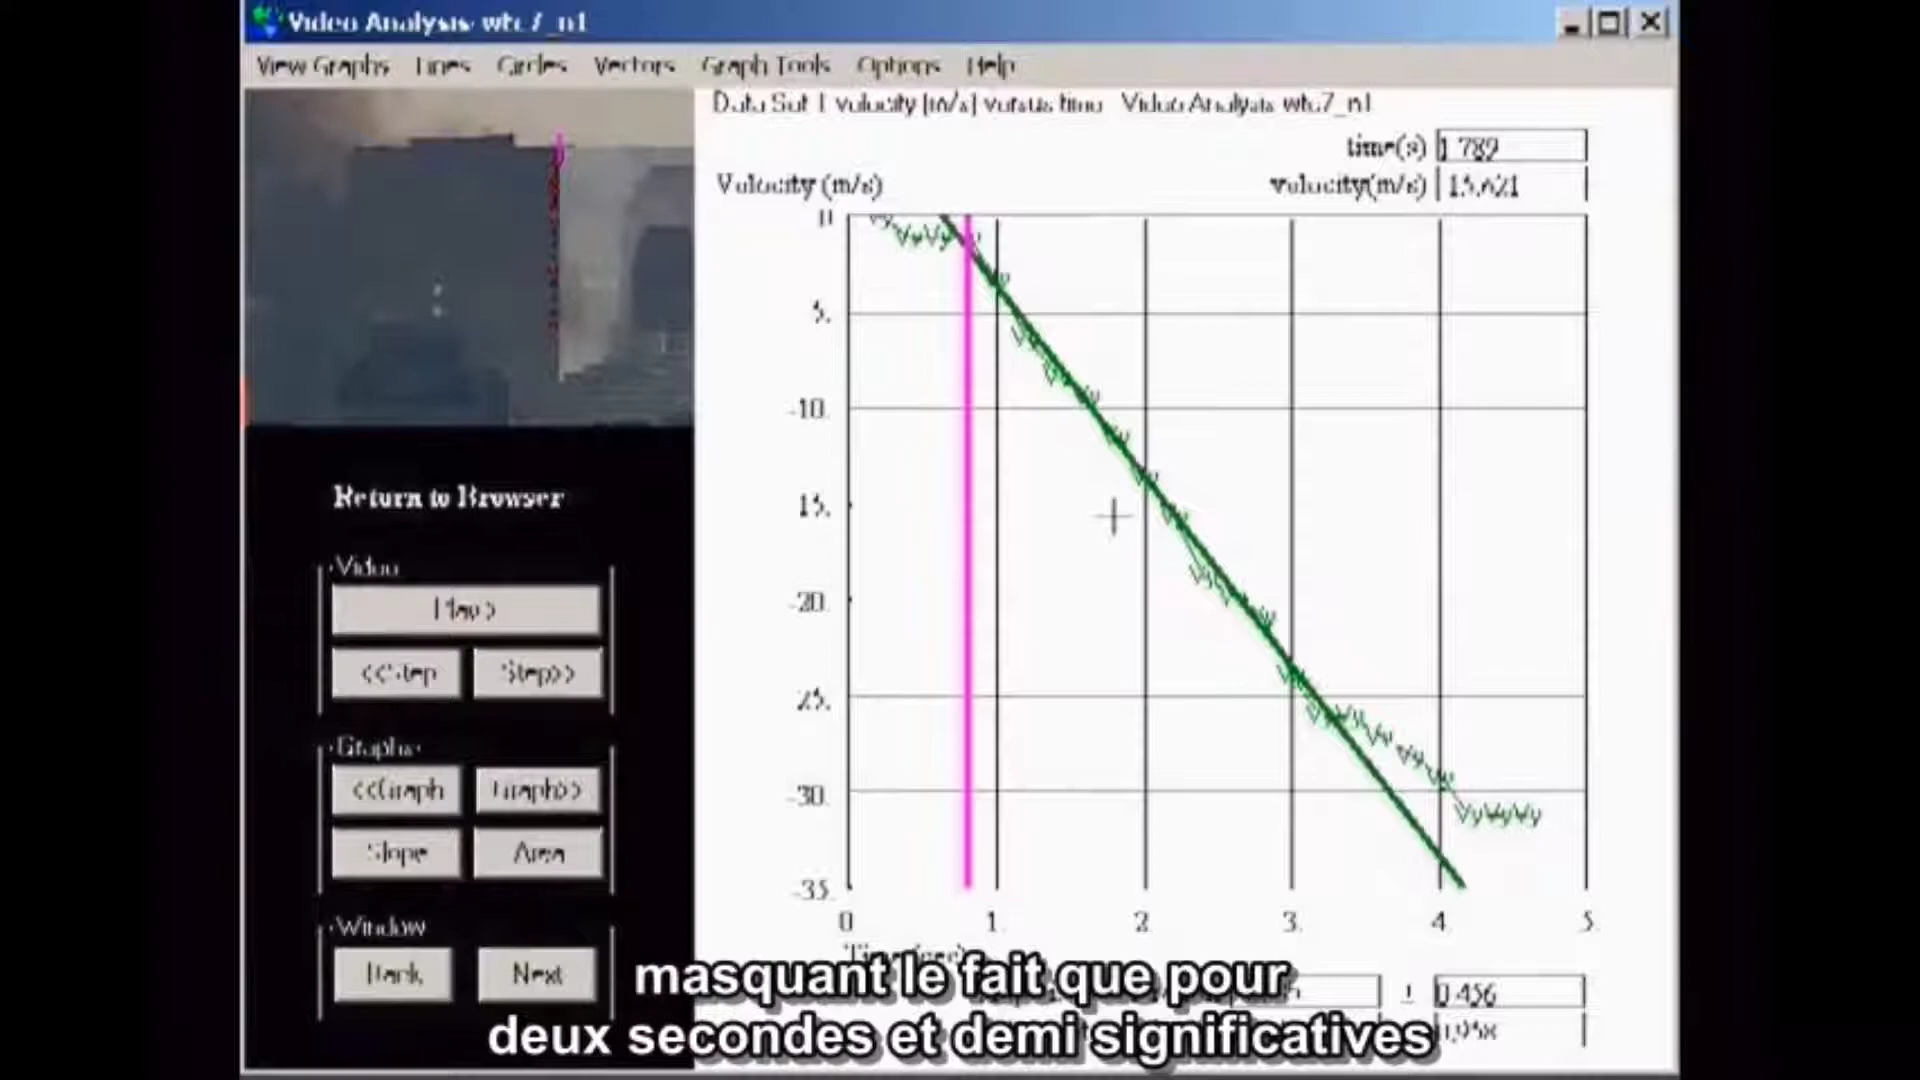 Video Analysis wtc7_n1
View Graphs Lines Circles Vectors Graph Tools Options Help
Data Set 1 velocity [m/s] versus time Video Analysis wtc7_n1
time(s) 1.789
Velocity (m/s)
velocity(m/s)
0
5.
-10.
15.
-20.
25.
-30.
-35.
0 1. 2 3. 4 5.
Return to Browser
Video
Play>
<<Step Step>>
Graphs
<<Graph Graph>>
Slope Area
Window
Back Next
0.456
masquant le fait que pour
deux secondes et demi significatives